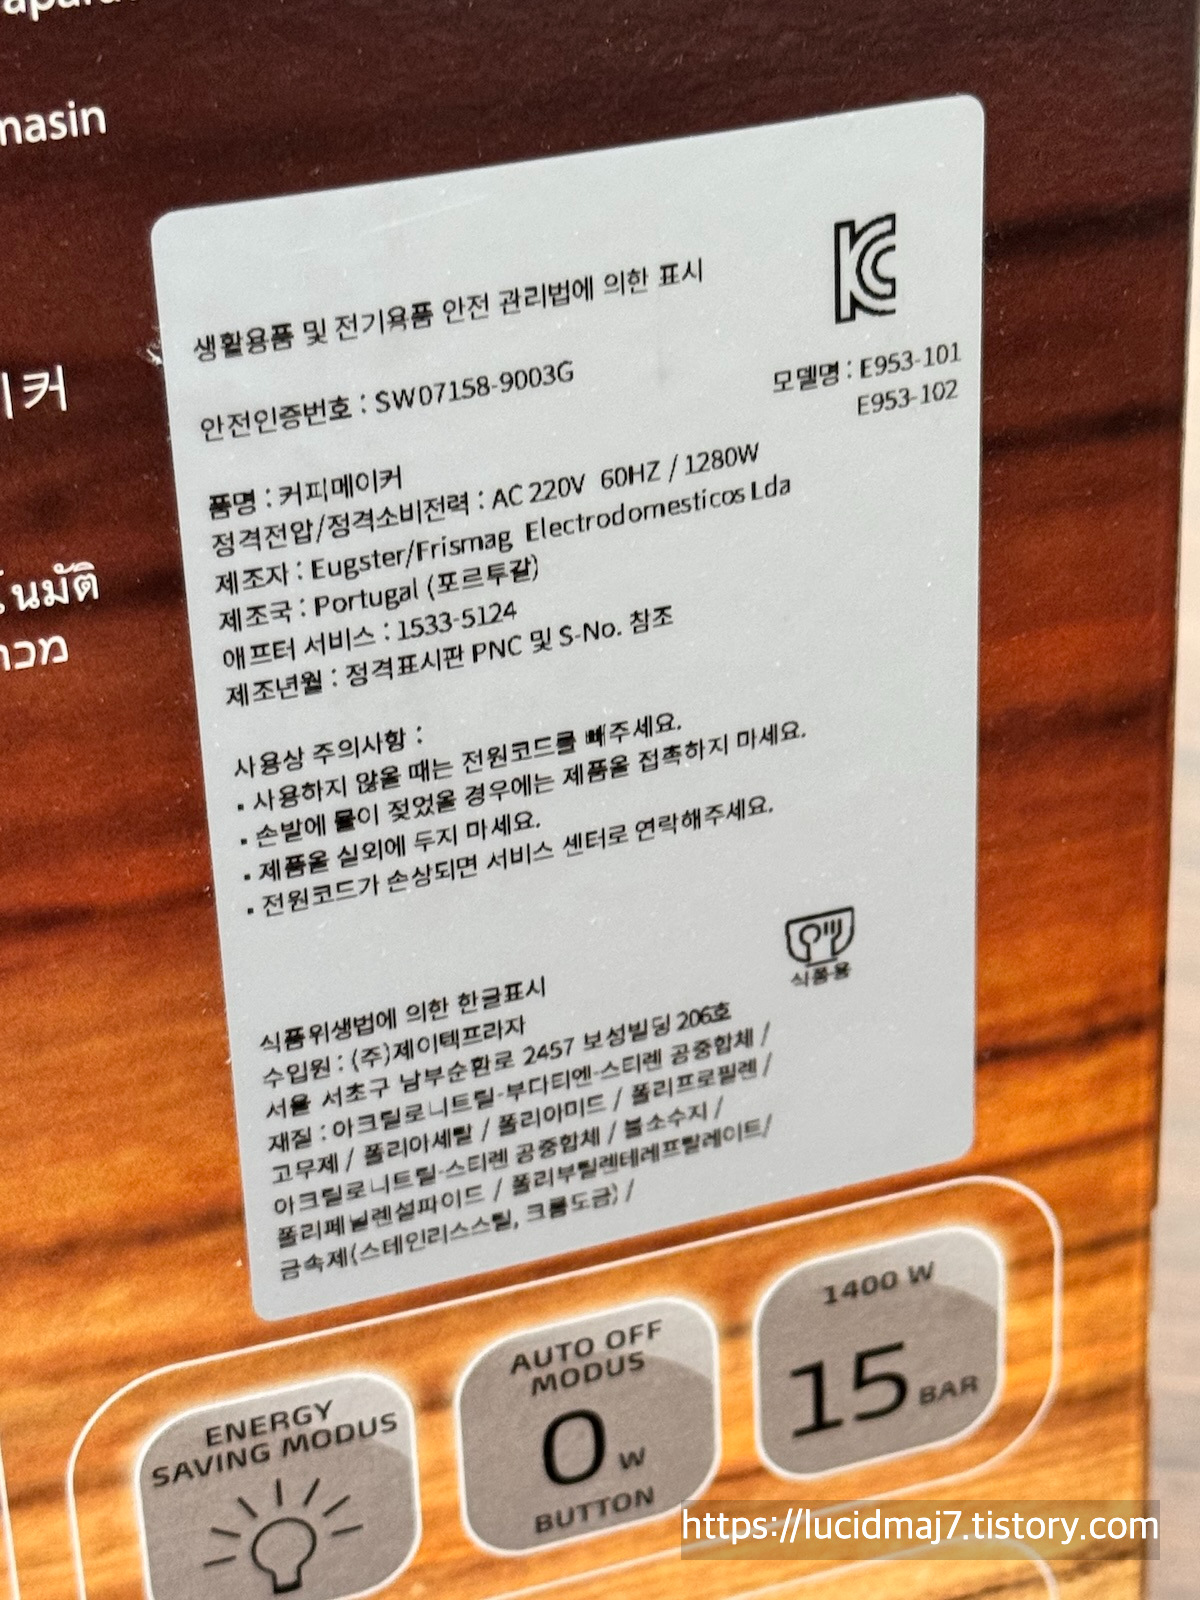 masin
생활용품 및 전기용품 안전 관리법에 의한 표시
안전인증번호 : SW07158-9003G
모델명 : E953-101
E953-102
품명 : 커피메이커
정격전압/정격소비전력 : AC 220V 60HZ / 1280W
제조자 : Eugster/Frismag Electrodomesticos Lda
제조국 : Portugal (포르투갈)
애프터 서비스 : 1533-5124
제조년월 : 정격표시판 PNC 및 S-No. 참조
사용상 주의사항 :
▪ 사용하지 않을 때는 전원코드를 빼주세요.
▪ 손발에 물이 젖었을 경우에는 제품을 접촉하지 마세요.
▪ 제품을 실외에 두지 마세요.
▪ 전원코드가 손상되면 서비스 센터로 연락해주세요.
식품용
식품위생법에 의한 한글표시
수입원 : (주)제이텍프라자
서울 서초구 남부순환로 2457 보성빌딩 206호
재질 : 아크릴로니트릴-부다티엔-스티렌 공중합체 /
고무제 / 폴리아세탈 / 폴리아미드 / 폴리프로필렌 /
아크릴로니트릴-스티렌 공중합체 / 불소수지 /
폴리페닐렌설파이드 / 폴리부틸렌테레프탈레이트/
금속제(스테인리스스틸, 크롬도금) /
커
ENERGY
SAVING MODUS
AUTO OFF
MODUS
0 W
BUTTON
1400 W
15 BAR
https://lucidmaj7.tistory.com